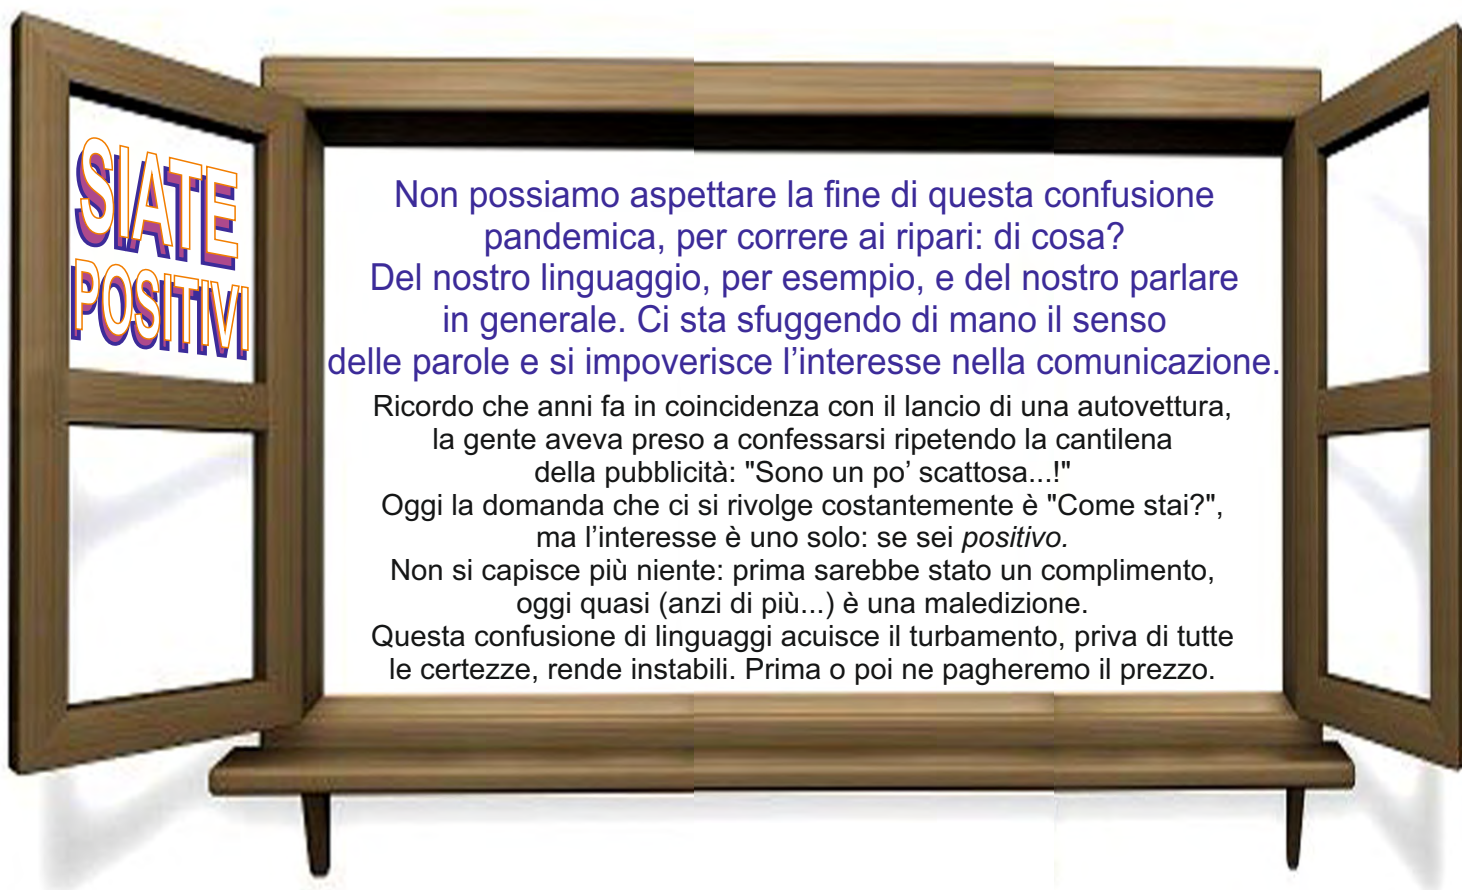 SIATE
POSITIVI
Non possiamo aspettare la fine di questa confusione
pandemica, per correre ai ripari: di cosa?
Del nostro linguaggio, per esempio, e del nostro parlare
in generale. Ci sta sfuggendo di mano il senso
delle parole e si impoverisce l’interesse nella comunicazione.
Ricordo che anni fa in coincidenza con il lancio di una autovettura,
la gente aveva preso a confessarsi ripetendo la cantilena
della pubblicità: "Sono un po’ scattosa...!"
Oggi la domanda che ci si rivolge costantemente è "Come stai?",
ma l’interesse è uno solo: se sei positivo.
Non si capisce più niente: prima sarebbe stato un complimento,
oggi quasi (anzi di più...) è una maledizione.
Questa confusione di linguaggi acuisce il turbamento, priva di tutte
le certezze, rende instabili. Prima o poi ne pagheremo il prezzo.